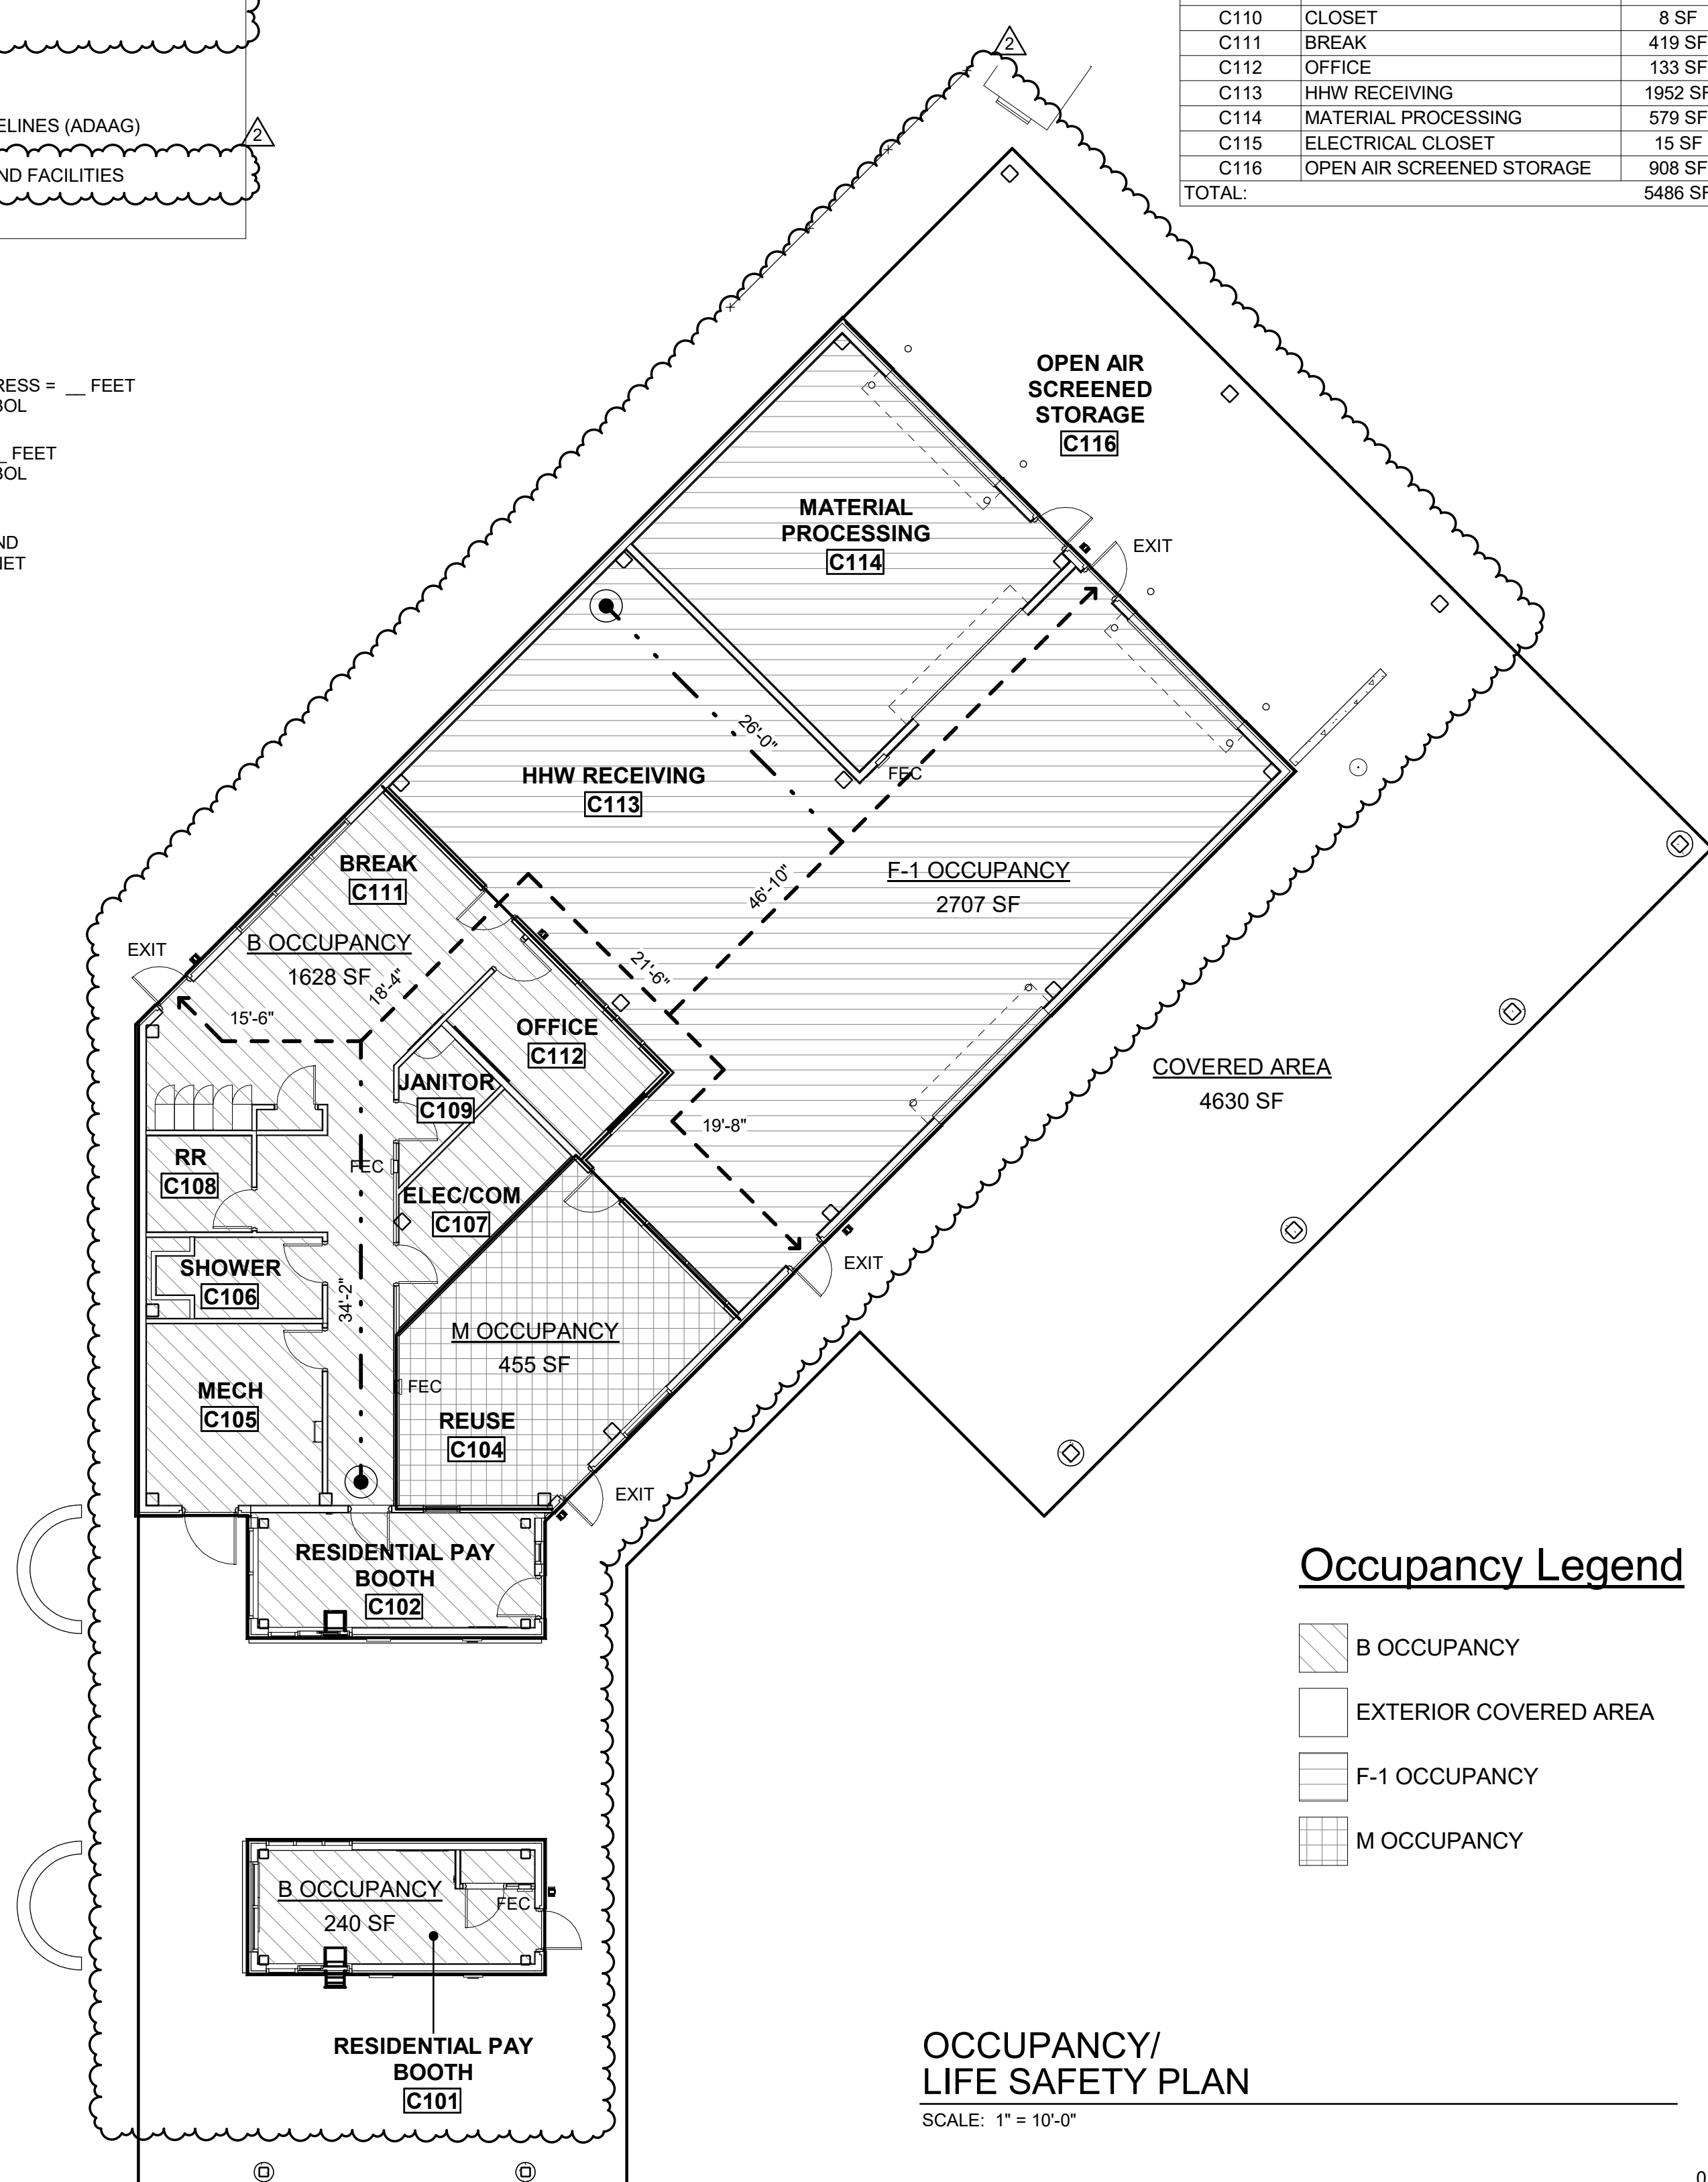 ELINES (ADAAG)
2
ND FACILITIES
RESS = __ FEET
BOL
_ FEET
BOL
ND
NET
2
C110 CLOSET 8 SF
C111 BREAK 419 SF
C112 OFFICE 133 SF
C113 HHW RECEIVING 1952 SF
C114 MATERIAL PROCESSING 579 SF
C115 ELECTRICAL CLOSET 15 SF
C116 OPEN AIR SCREENED STORAGE 908 SF
TOTAL: 5486 SF
OPEN AIR
SCREENED
STORAGE
C116
MATERIAL
PROCESSING
C114
EXIT
26'-0"
HHW RECEIVING
C113
FEC
BREAK
C111
F-1 OCCUPANCY
2707 SF
46'-10"
B OCCUPANCY
1628 SF
EXIT
18'-4"
21'-6"
15'-6"
OFFICE
C112
COVERED AREA
4630 SF
JANITOR
C109
19'-8"
RR
C108
FEC
ELEC/COM
C107
SHOWER
C106
34'-2"
EXIT
M OCCUPANCY
455 SF
MECH
C105
FEC
REUSE
C104
EXIT
RESIDENTIAL PAY
BOOTH
C102
Occupancy Legend
B OCCUPANCY
EXTERIOR COVERED AREA
F-1 OCCUPANCY
M OCCUPANCY
B OCCUPANCY
240 SF
FEC
RESIDENTIAL PAY
BOOTH
C101
OCCUPANCY/
LIFE SAFETY PLAN
SCALE: 1" = 10'-0"
0